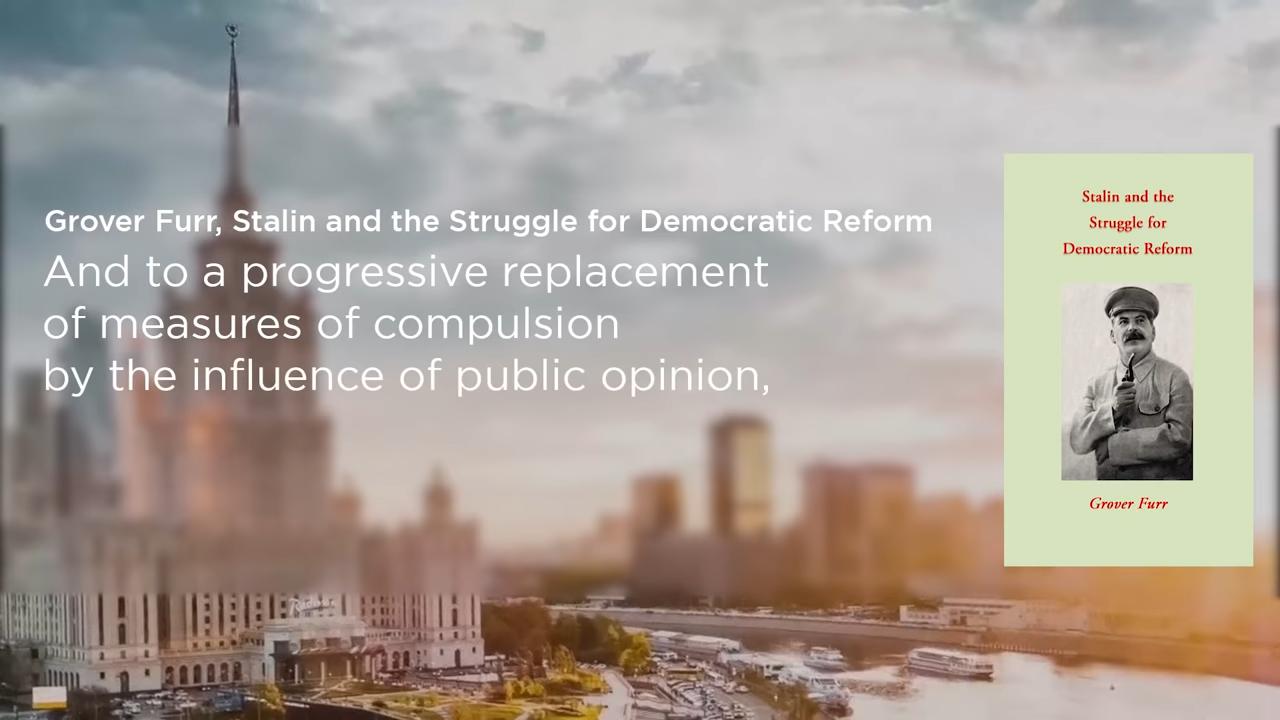 Grover Furr, Stalin and the Struggle for Democratic Reform
And to a progressive replacement
of measures of compulsion
by the influence of public opinion,
Stalin and the
Struggle for
Democratic Reform
Grover Furr